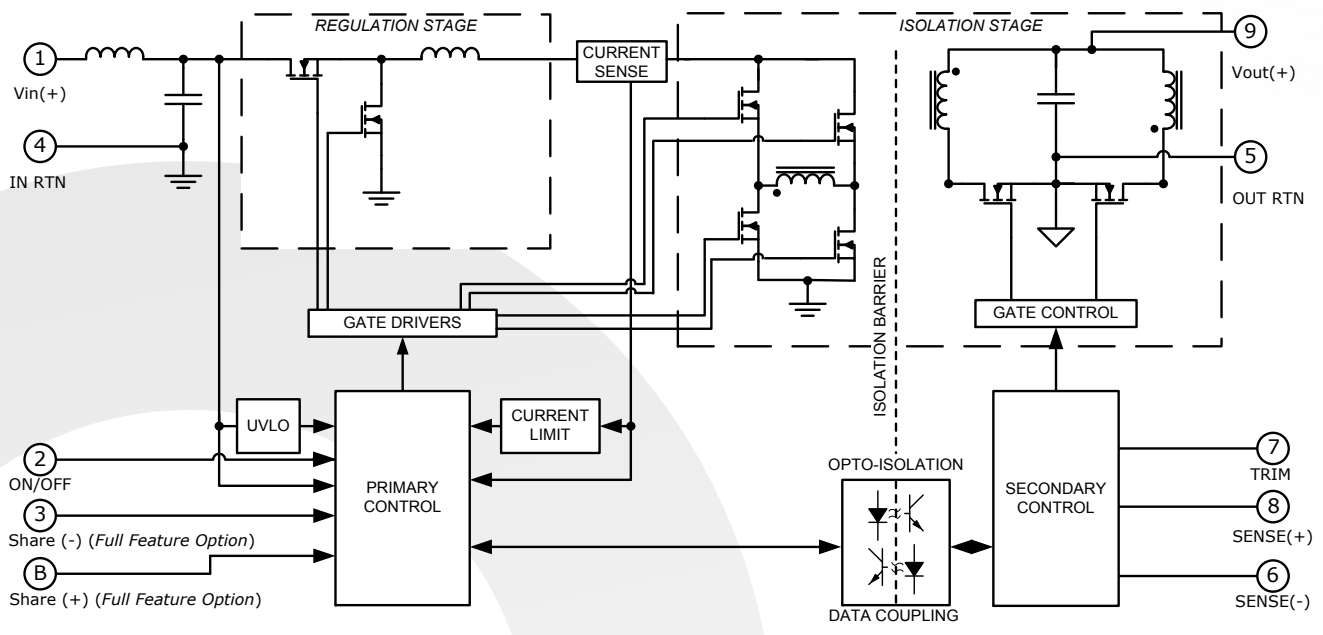 REGULATION STAGE
ISOLATION STAGE
1
Vin(+)
CURRENT
SENSE
9
Vout(+)
4
IN RTN
5
OUT RTN
ISOLATION BARRIER
GATE DRIVERS
GATE CONTROL
UVLO
CURRENT
LIMIT
2
ON/OFF
PRIMARY
CONTROL
OPTO-ISOLATION
SECONDARY
CONTROL
7
TRIM
3
Share (-) (Full Feature Option)
8
SENSE(+)
B
Share (+) (Full Feature Option)
6
SENSE(-)
DATA COUPLING